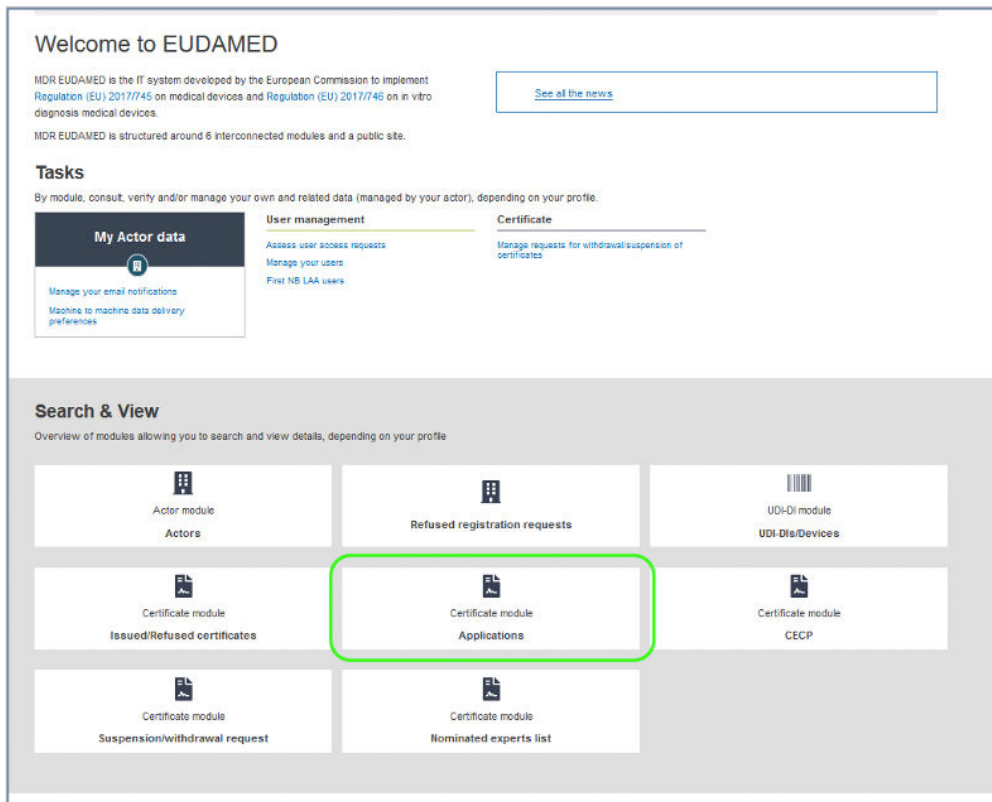 Welcome to EUDAMED
MDR EUDAMED is the IT system developed by the European Commission to implement
Regulation (EU) 2017/745 on medical devices and Regulation (EU) 2017/746 on in vitro
diagnosis medical devices.
See all the news
MDR EUDAMED is structured around 6 interconnected modules and a public site.
Tasks
By module, consult, verify and/or manage your own and related data (managed by your actor), depending on your profile.
My Actor data
Manage your email notifications
Machine to machine data delivery
preferences
User management
Assess user access requests
Manage your users
First NB LAA users
Certificate
Manage requests for withdrawal/suspension of
certificates
Search & View
Overview of modules allowing you to search and view details, depending on your profile
Actor module
Actors
Refused registration requests
UDI-DI module
UDI-DIs/Devices
Certificate module
Issued/Refused certificates
Certificate module
Applications
Certificate module
CECP
Certificate module
Suspension/withdrawal request
Certificate module
Nominated experts list